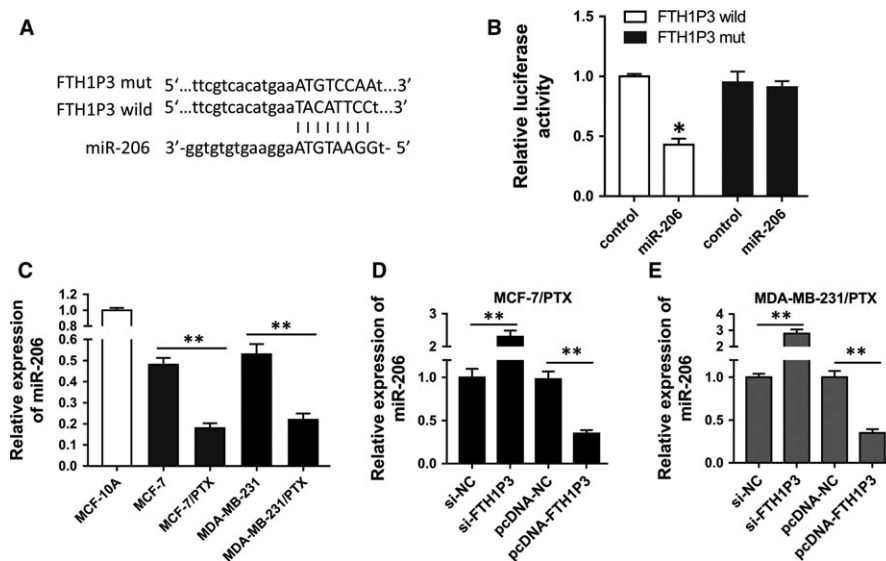 A
FTH1P3 mut 5‘...ttcgtcacatgaaATGTCCAAt...3’
FTH1P3 wild 5‘...ttcgtcacatgaaTACATTCCt...3’
miR-206 3’-ggtgtgtgaaggaATGTAAGGt- 5’
B
FTH1P3 wild
FTH1P3 mut
Relative luciferase
activity
1.5
1.0
0.5
0.0
*
control
miR-206
control
miR-206
C
Relative expression
of miR-206
1.2
1.0
0.8
0.6
0.5
0.4
0.3
0.2
0.1
0.0
**
**
MCF-10A
MCF-7
MCF-7/PTX
MDA-MB-231
MDA-MB-231/PTX
D
MCF-7/PTX
Relative expression of
miR-206
3
2
1.0
0.5
0.0
**
**
si-NC
si-FTH1P3
pcDNA-NC
pcDNA-FTH1P3
E
MDA-MB-231/PTX
Relative expression of
miR-206
4
3
2
1.0
0.5
0.0
**
**
si-NC
si-FTH1P3
pcDNA-NC
pcDNA-FTH1P3